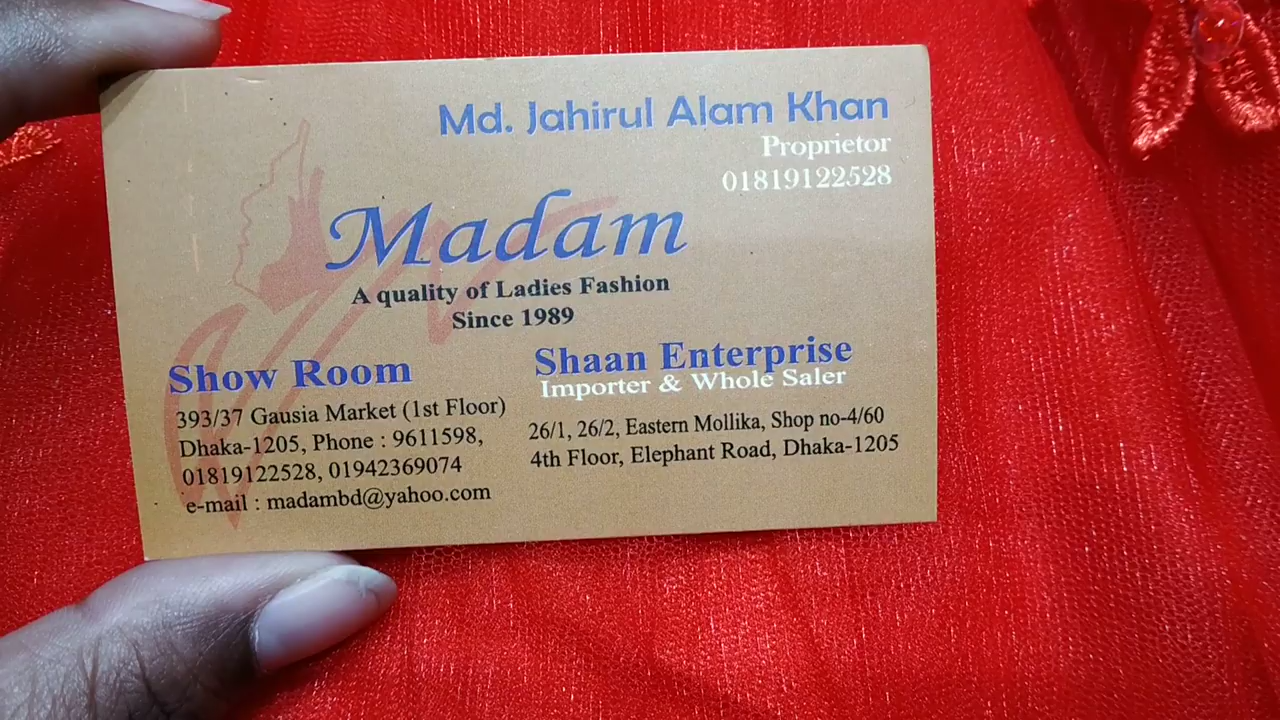 Md. Jahirul Alam Khan
Proprietor
01819122528
Madam
A quality of Ladies Fashion
Since 1989
Show Room
393/37 Gausia Market (1st Floor)
Dhaka-1205, Phone : 9611598,
01819122528, 01942369074
e-mail : madambd@yahoo.com
Shaan Enterprise
Importer & Whole Saler
26/1, 26/2, Eastern Mollika, Shop no-4/60
4th Floor, Elephant Road, Dhaka-1205